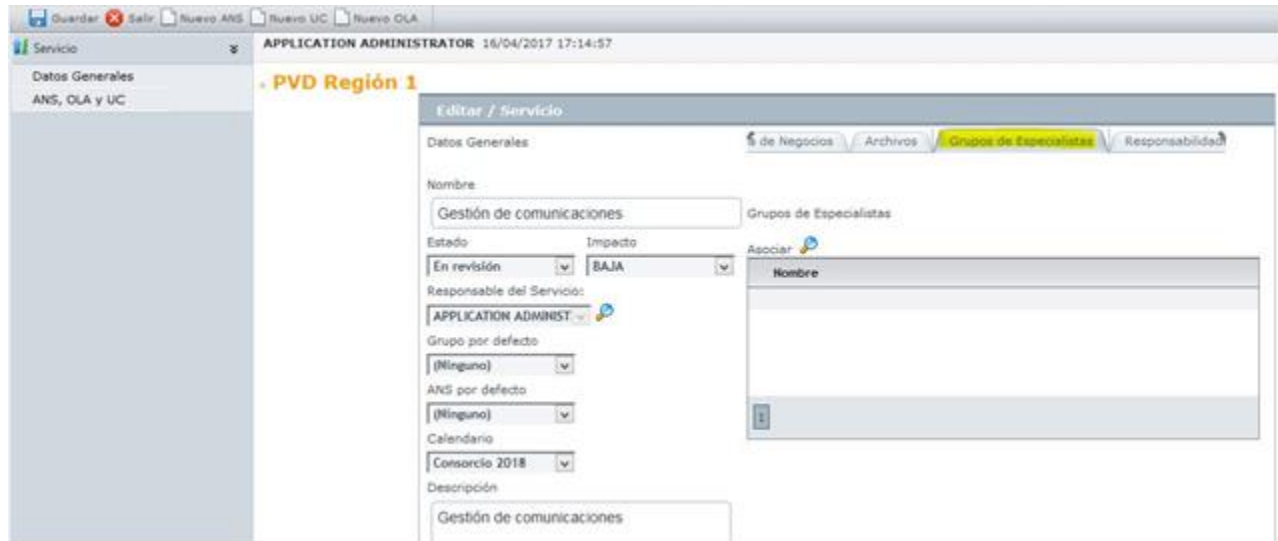 Guardar Salir Nuevo ANS Nuevo UC Nuevo OLA
Servicio
APPLICATION ADMINISTRATOR 16/04/2017 17:14:57
Datos Generales
ANS, OLA y UC
PVD Región 1
Editar / Servicio
Datos Generales
de Negocios Archivos Grupos de Especialistas Responsabilidad
Nombre
Gestión de comunicaciones
Grupos de Especialistas
Estado Impacto
Asociar
En revisión BAJA
Nombre
Responsable del Servicio:
APPLICATION ADMINIST
Grupo por defecto
(Ninguno)
ANS por defecto
(Ninguno)
1
Calendario
Consorcio 2018
Descripción
Gestión de comunicaciones